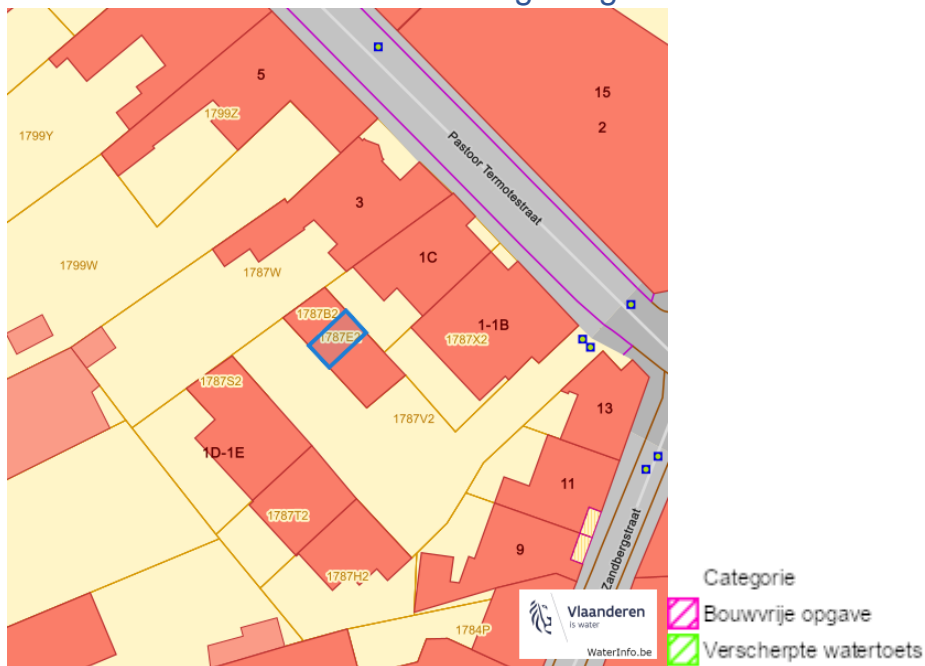 5
15
2
1799Z
1799Y
Pastoor Termotestraat
3
1C
1799W
1787W
1787B2
1787E2
1-1B
1787X2
1787S2
13
1787V2
1D-1E
11
1787T2
9
Zandbergstraat
1787H2
1784P
Vlaanderen
is water
WaterInfo.be
Categorie
Bouwvrije opgave
Verscherpte watertoets